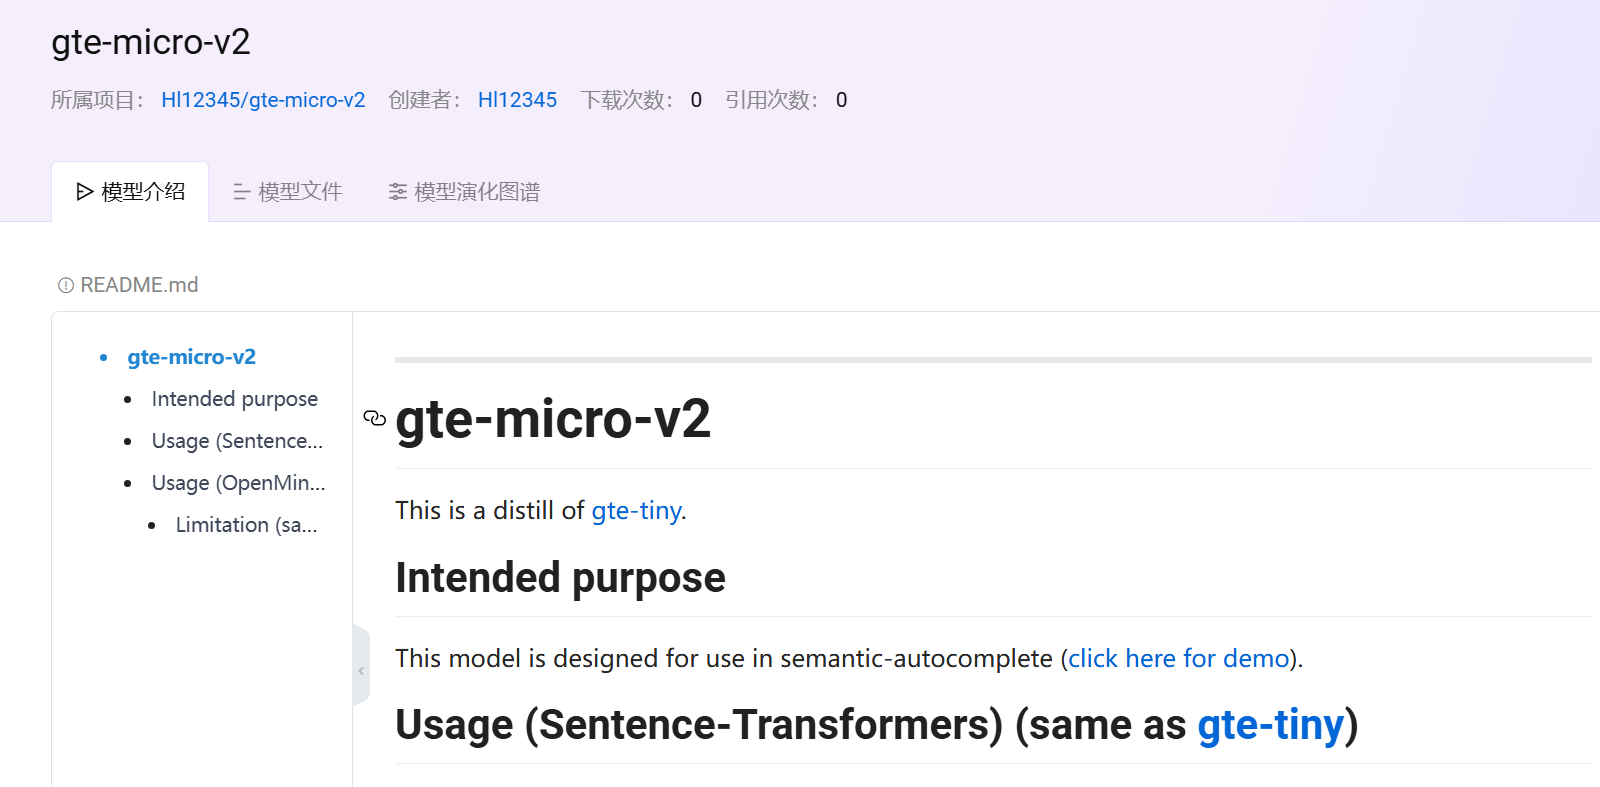 gte-micro-v2
所属项目： Hl12345/gte-micro-v2 创建者： Hl12345 下载次数： 0 引用次数： 0
模型介绍 模型文件 模型演化图谱
README.md
gte-micro-v2
Intended purpose
Usage (Sentence...
Usage (OpenMin...
Limitation (sa...
gte-micro-v2
This is a distill of gte-tiny.
Intended purpose
This model is designed for use in semantic-autocomplete (click here for demo).
Usage (Sentence-Transformers) (same as gte-tiny)